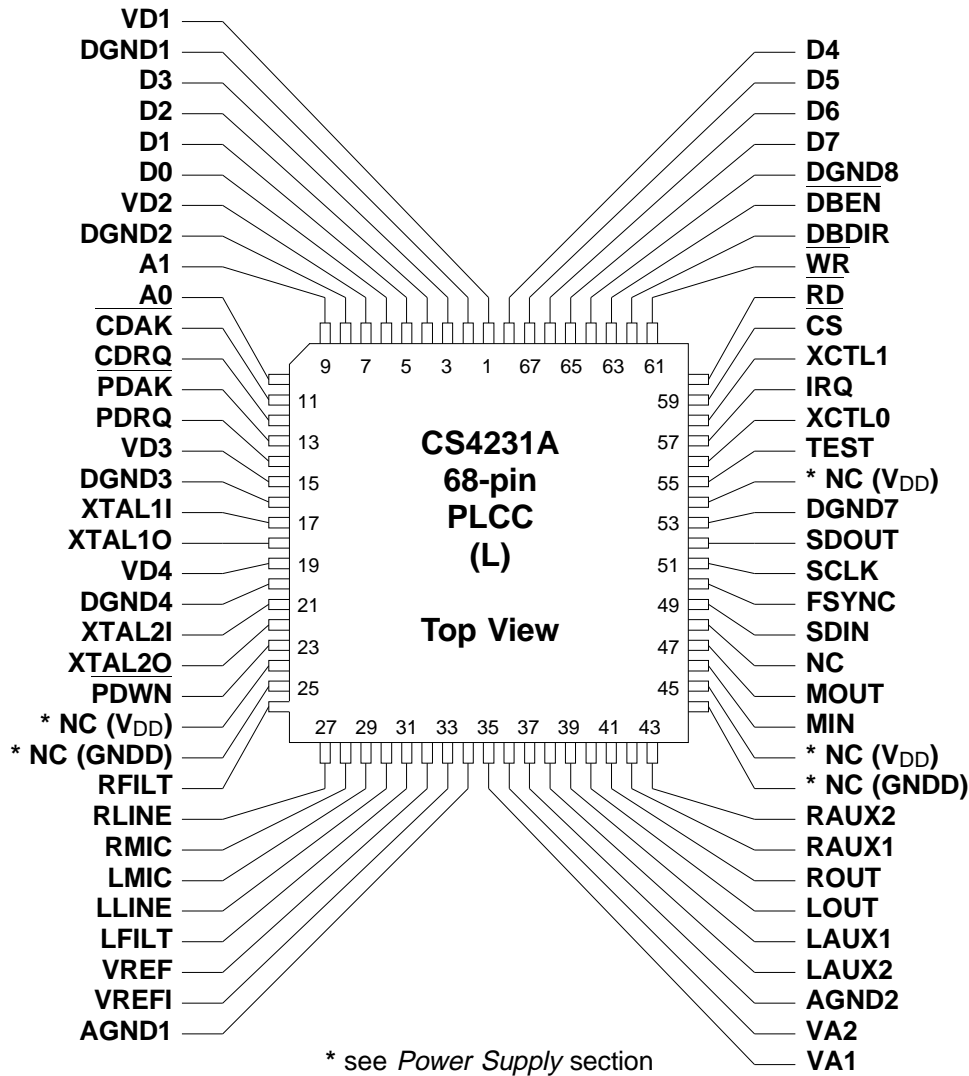 VD1
DGND1
D3
D2
D1
D0
VD2
DGND2
A1
A0
CDAK
CDRQ
PDAK
PDRQ
VD3
DGND3
XTAL1I
XTAL1O
VD4
DGND4
XTAL2I
XTAL2O
PDWN
* NC (VDD)
* NC (GNDD)
RFILT
RLINE
RMIC
LMIC
LLINE
LFILT
VREF
VREFI
AGND1
9 7 5 3 1 67 65 63 61
11
13
15
17
19
21
23
25
CS4231A
68-pin
PLCC
(L)
Top View
59
57
55
53
51
49
47
45
27 29 31 33 35 37 39 41 43
D4
D5
D6
D7
DGND8
DBEN
DBDIR
WR
RD
CS
XCTL1
IRQ
XCTL0
TEST
* NC (VDD)
DGND7
SDOUT
SCLK
FSYNC
SDIN
NC
MOUT
MIN
* NC (VDD)
* NC (GNDD)
RAUX2
RAUX1
ROUT
LOUT
LAUX1
LAUX2
AGND2
VA2
VA1
* see Power Supply section